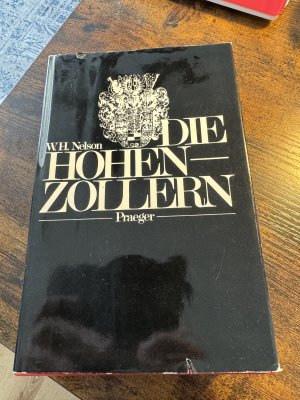 W.H. Nelson
DIE
HOHEN-
ZOLLERN
Praeger